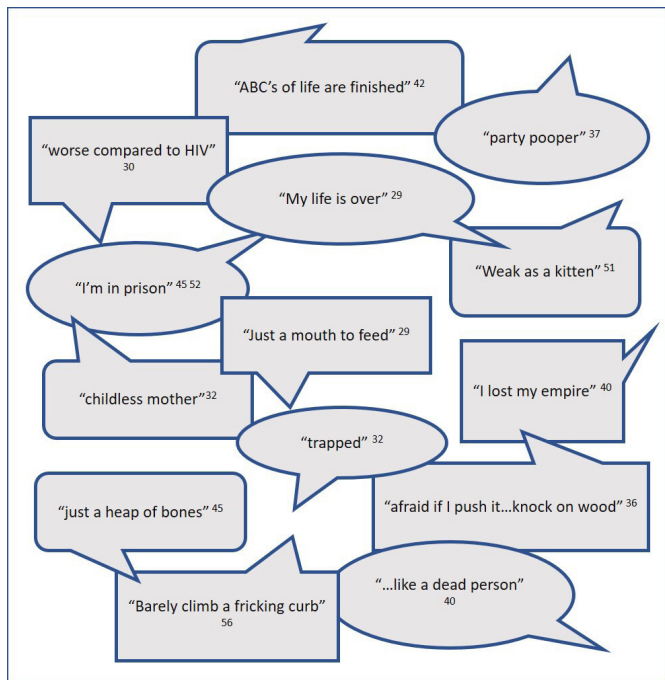 “ABC’s of life are finished” 42
“party pooper” 37
“worse compared to HIV”
30
“My life is over” 29
“Weak as a kitten” 51
“I’m in prison” 45 52
“Just a mouth to feed” 29
“childless mother”32
“I lost my empire” 40
“trapped” 32
“just a heap of bones” 45
“afraid if I push it…knock on wood” 36
“Barely climb a fricking curb”
56
“…like a dead person”
40